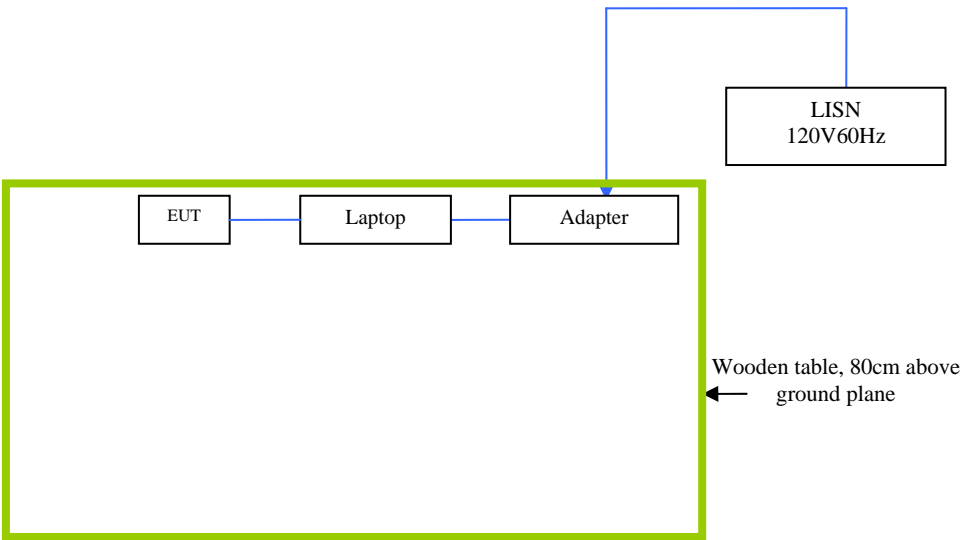 LISN
120V60Hz
EUT
Laptop
Adapter
Wooden table, 80cm above
ground plane